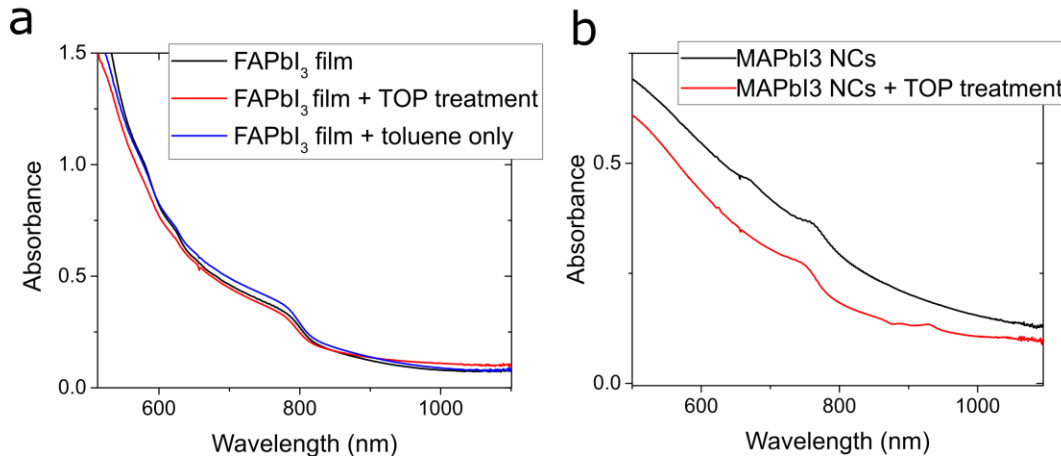 a
FAPbI₃ film
FAPbI₃ film + TOP treatment
FAPbI₃ film + toluene only
1.5
1.0
0.5
0.0
Absorbance
600
800
1000
Wavelength (nm)
b
MAPbI3 NCs
MAPbI3 NCs + TOP treatment
0.5
0.0
Absorbance
600
800
1000
Wavelength (nm)